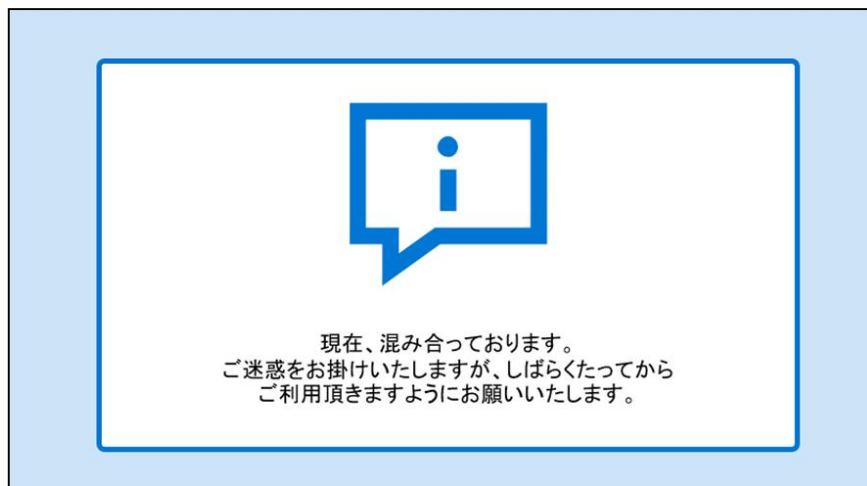 現在、混み合っております。
ご迷惑をお掛けいたしますが、しばらくたってから
ご利用頂きますようにお願いいたします。